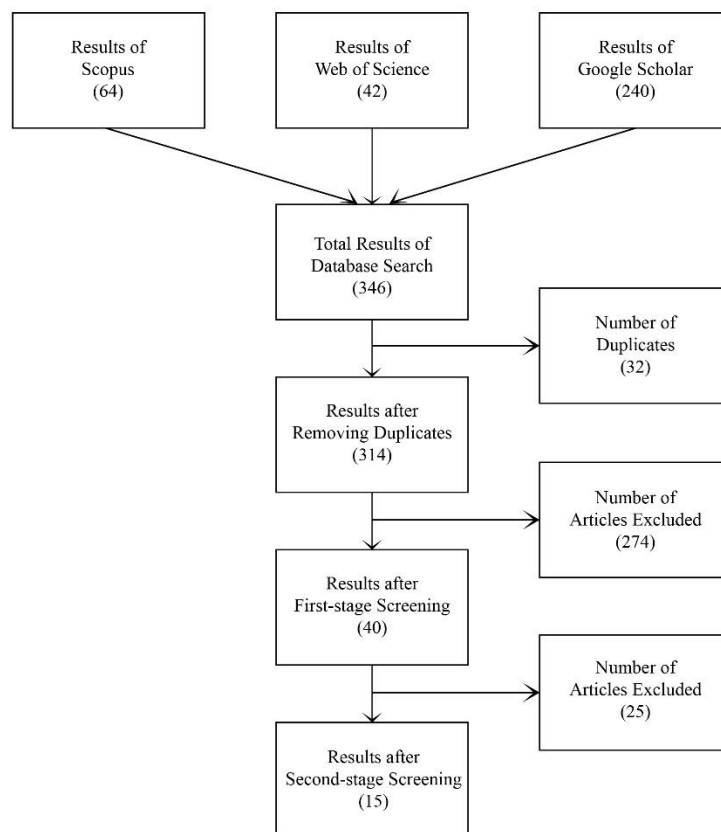 Results of
Scopus
(64)
Results of
Web of Science
(42)
Results of
Google Scholar
(240)
Total Results of
Database Search
(346)
Number of
Duplicates
(32)
Results after
Removing Duplicates
(314)
Number of
Articles Excluded
(274)
Results after
First-stage Screening
(40)
Number of
Articles Excluded
(25)
Results after
Second-stage Screening
(15)